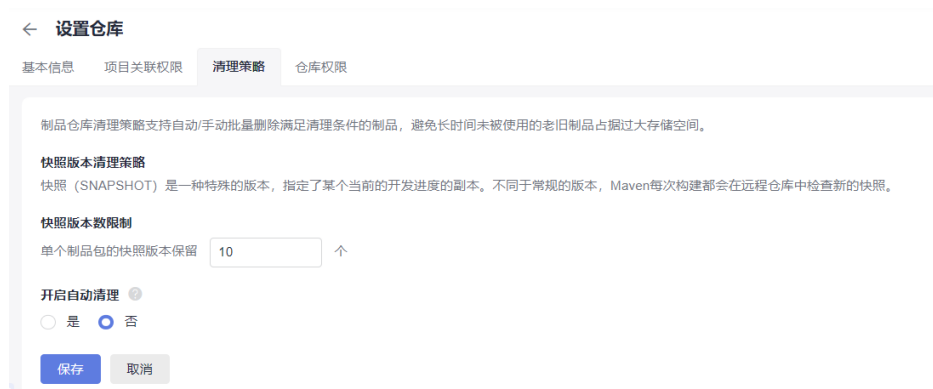 ← 设置仓库
基本信息 项目关联权限 清理策略 仓库权限
制品仓库清理策略支持自动/手动批量删除满足清理条件的制品，避免长时间未被使用的老旧制品占据过大存储空间。
快照版本清理策略
快照（SNAPSHOT）是一种特殊的版本，指定了某个当前的开发进度的副本。不同于常规的版本，Maven每次构建都会在远程仓库中检查新的快照。
快照版本数限制
单个制品包的快照版本保留 10 个
开启自动清理 ?
是 否
保存 取消